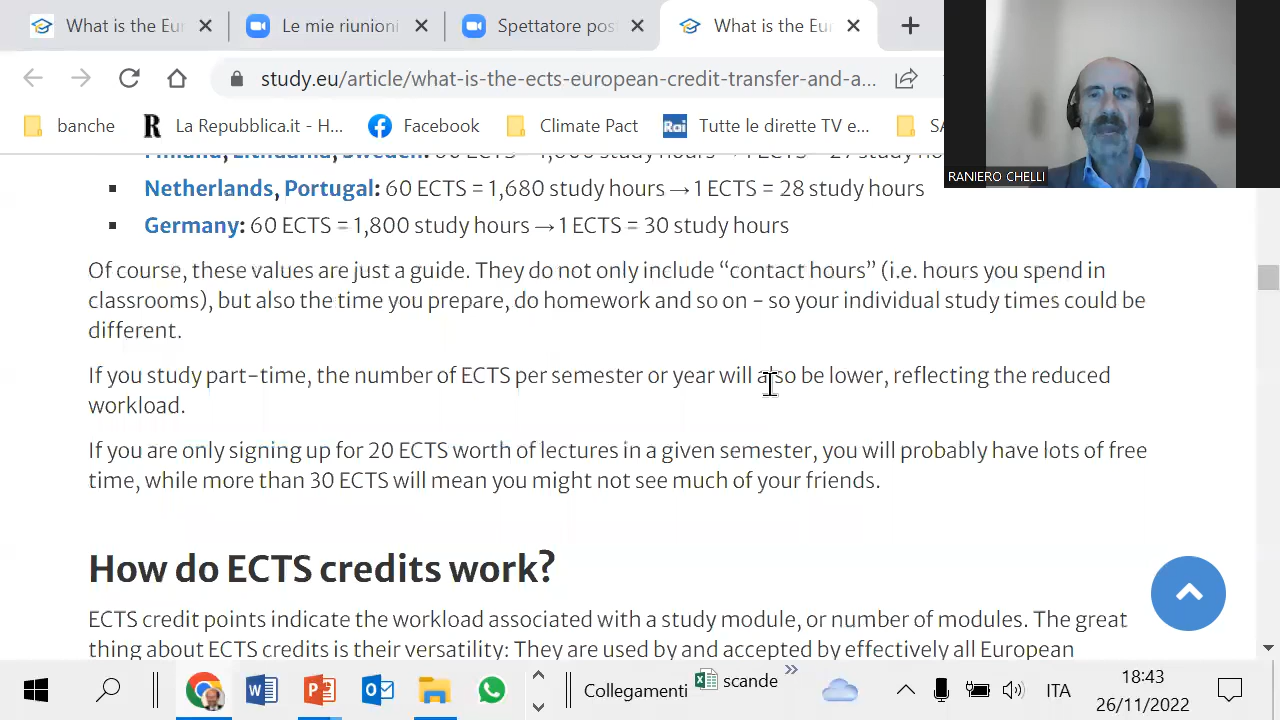 What is the Eur
Le mie riunioni
Spettatore pos
What is the Eur
study.eu/article/what-is-the-ects-european-credit-transfer-and-a...
banche
R La Repubblica.it - H...
Facebook
Climate Pact
Rai Tutte le dirette TV e...
RANIERO CHELLI
Finland, Lithuania, Sweden:
Netherlands, Portugal: 60 ECTS = 1,680 study hours → 1 ECTS = 28 study hours
Germany: 60 ECTS = 1,800 study hours → 1 ECTS = 30 study hours
Of course, these values are just a guide. They do not only include “contact hours” (i.e. hours you spend in
classrooms), but also the time you prepare, do homework and so on – so your individual study times could be
different.
If you study part-time, the number of ECTS per semester or year will also be lower, reflecting the reduced
workload.
If you are only signing up for 20 ECTS worth of lectures in a given semester, you will probably have lots of free
time, while more than 30 ECTS will mean you might not see much of your friends.
How do ECTS credits work?
ECTS credit points indicate the workload associated with a study module, or number of modules. The great
thing about ECTS credits is their versatility: They are used by and accepted by effectively all European
Collegamenti
scande
ITA
18:43
26/11/2022